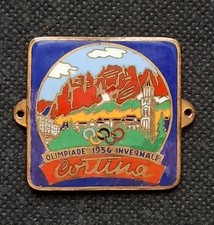 OLIMPIADE 1956 INVERNALE
Cortina